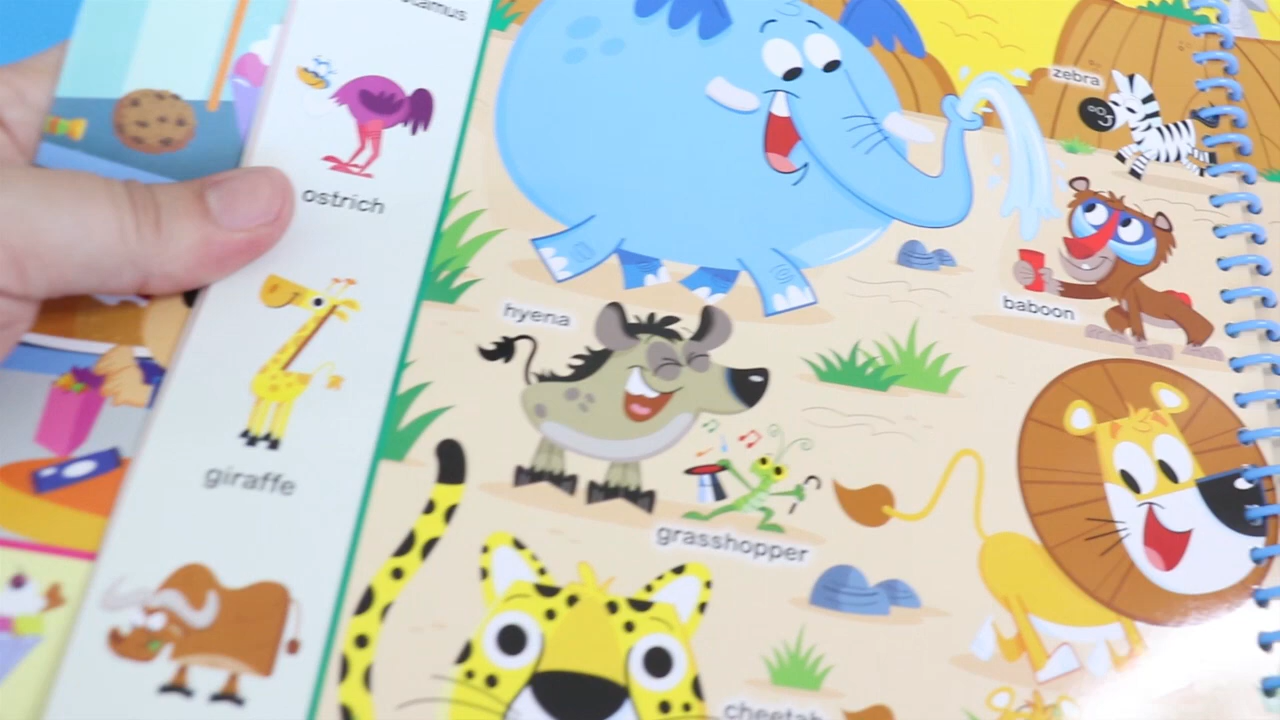 ostrich
giraffe
zebra
baboon
hyena
grasshopper
cheetah